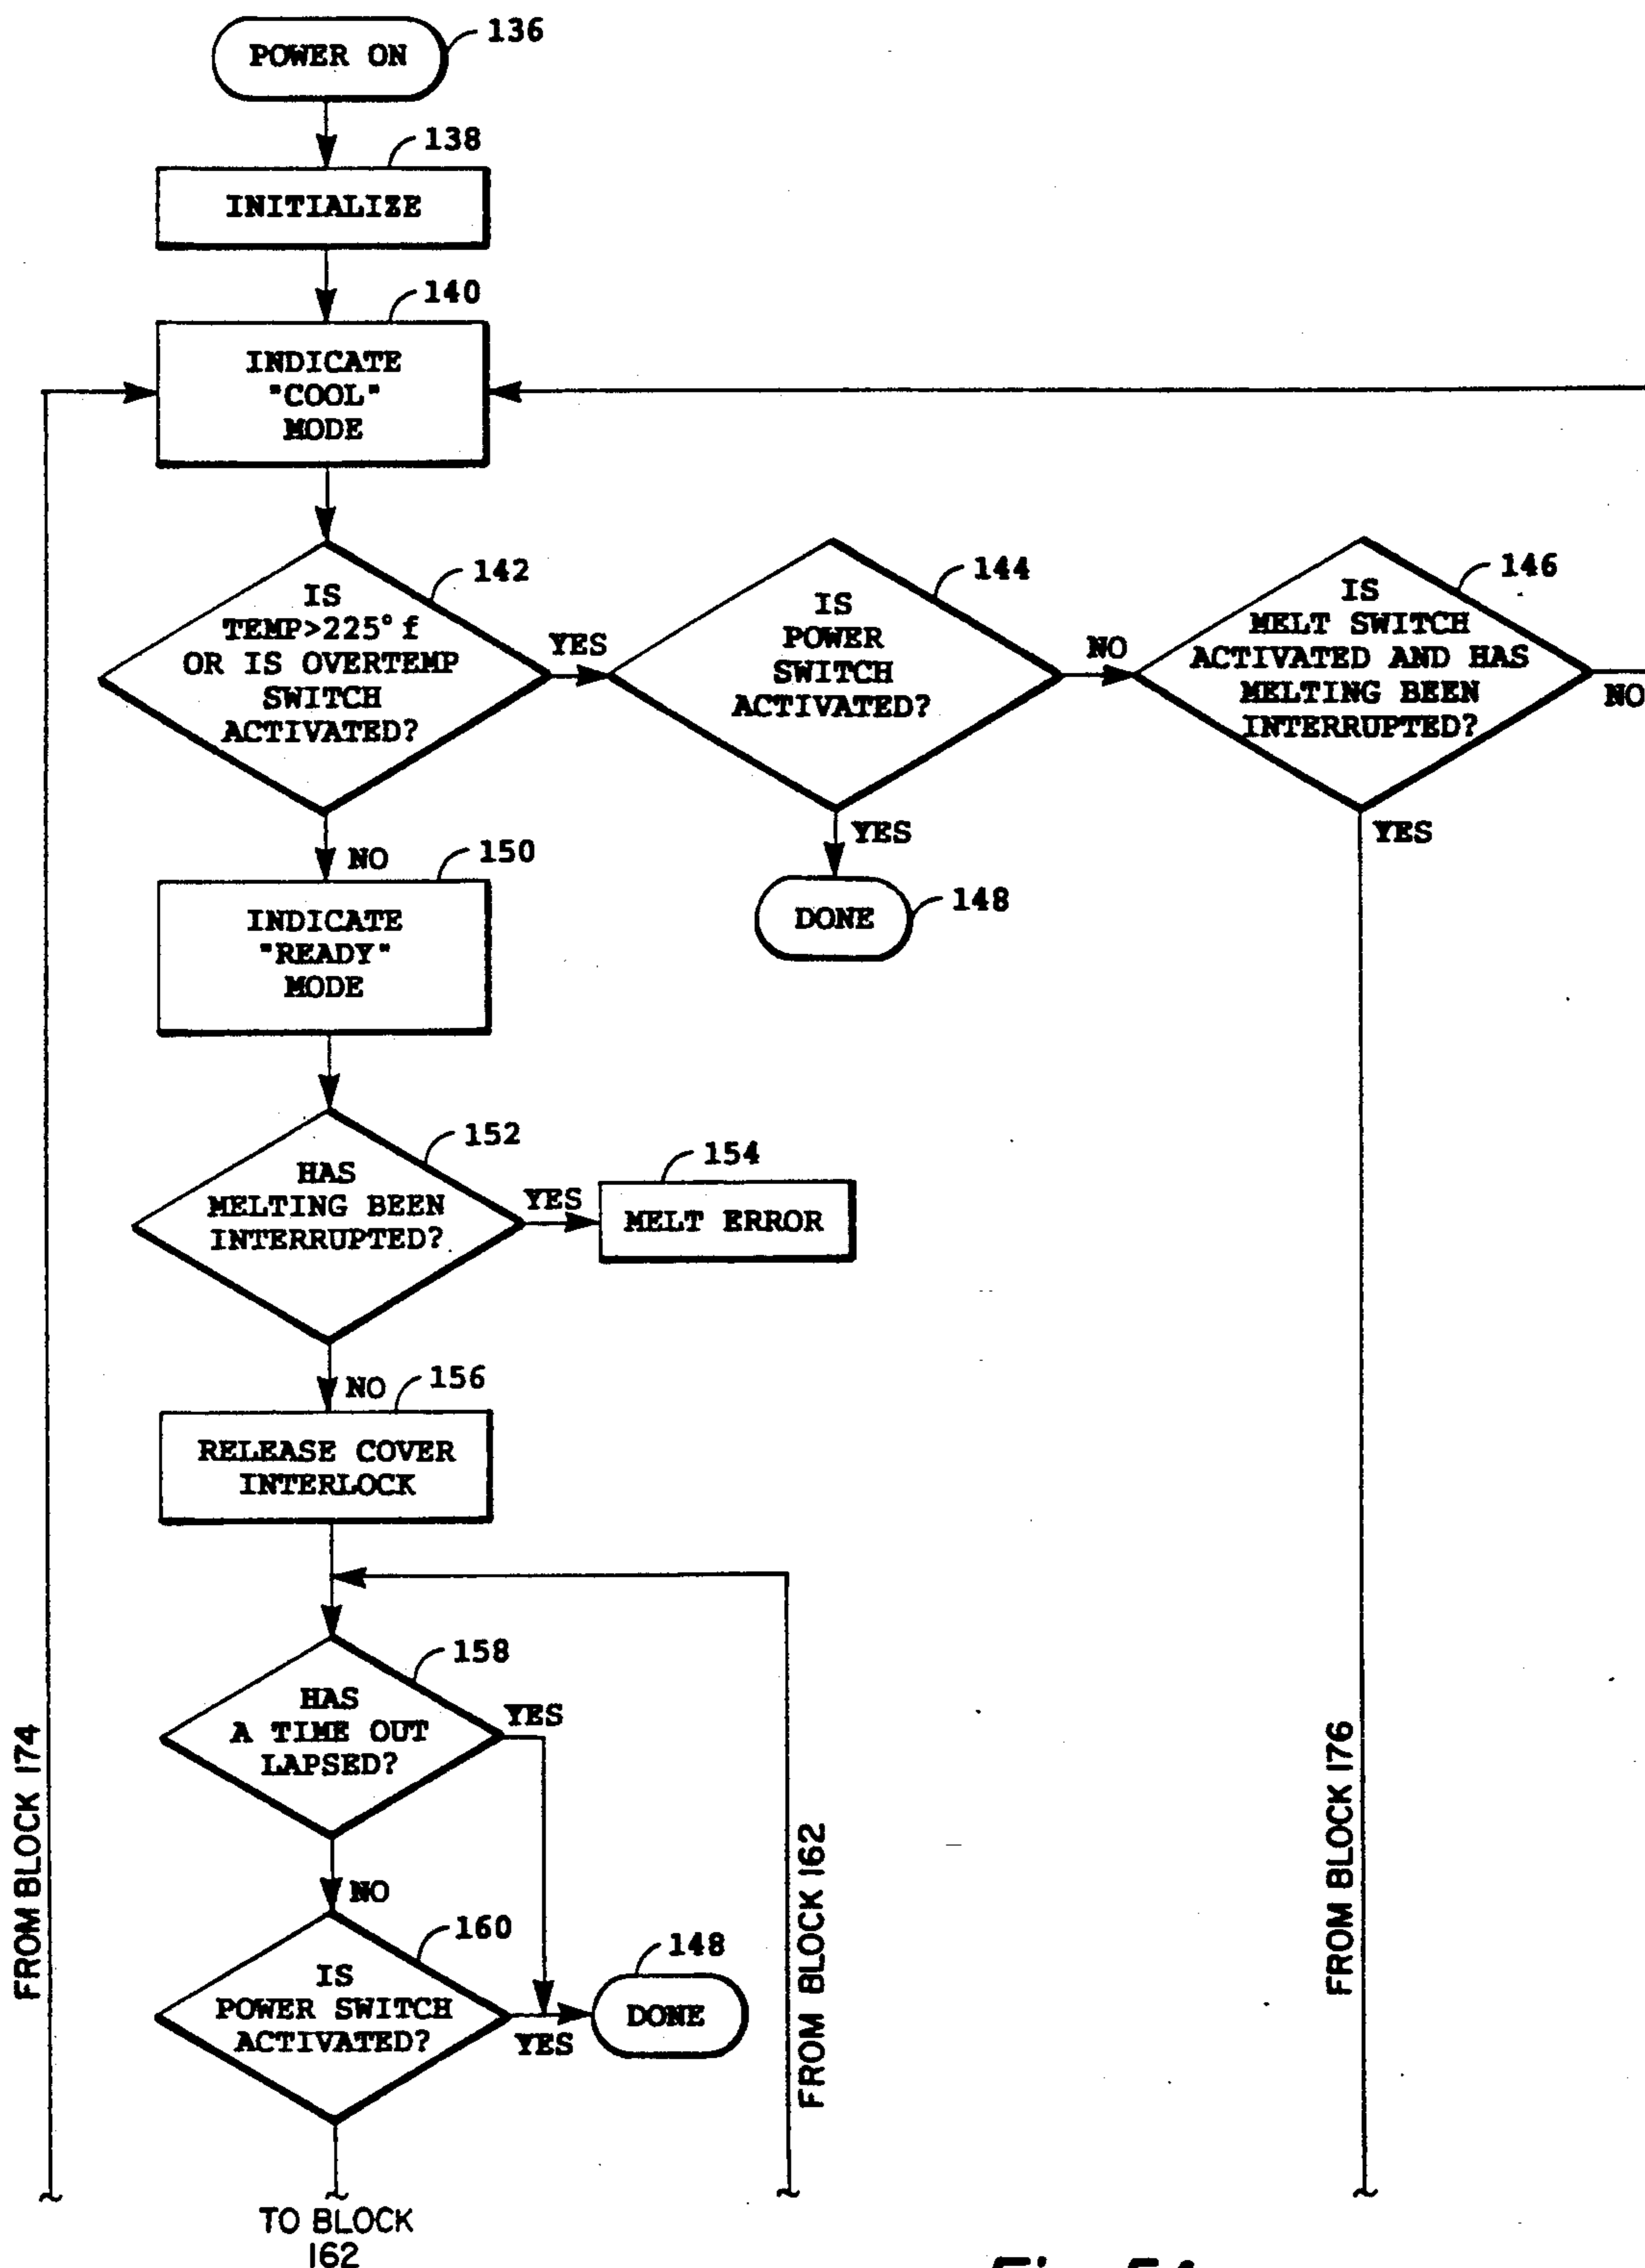 POWER ON
136
138
INITIALIZE
140
INDICATE
"COOL"
MODE
142
IS
TEMP>225° f
OR IS OVERTEMP
SWITCH
ACTIVATED?
YES
144
IS
POWER
SWITCH
ACTIVATED?
NO
146
IS
MELT SWITCH
ACTIVATED AND HAS
MELTING BEEN
INTERRUPTED?
NO
YES
YES
NO
150
DONE
148
INDICATE
"READY"
MODE
152
HAS
MELTING BEEN
INTERRUPTED?
YES
154
MELT ERROR
NO
156
RELEASE COVER
INTERLOCK
158
HAS
A TIME OUT
LAPSED?
YES
NO
160
IS
POWER SWITCH
ACTIVATED?
YES
148
DONE
FROM BLOCK 174
FROM BLOCK 162
FROM BLOCK 176
TO BLOCK
162